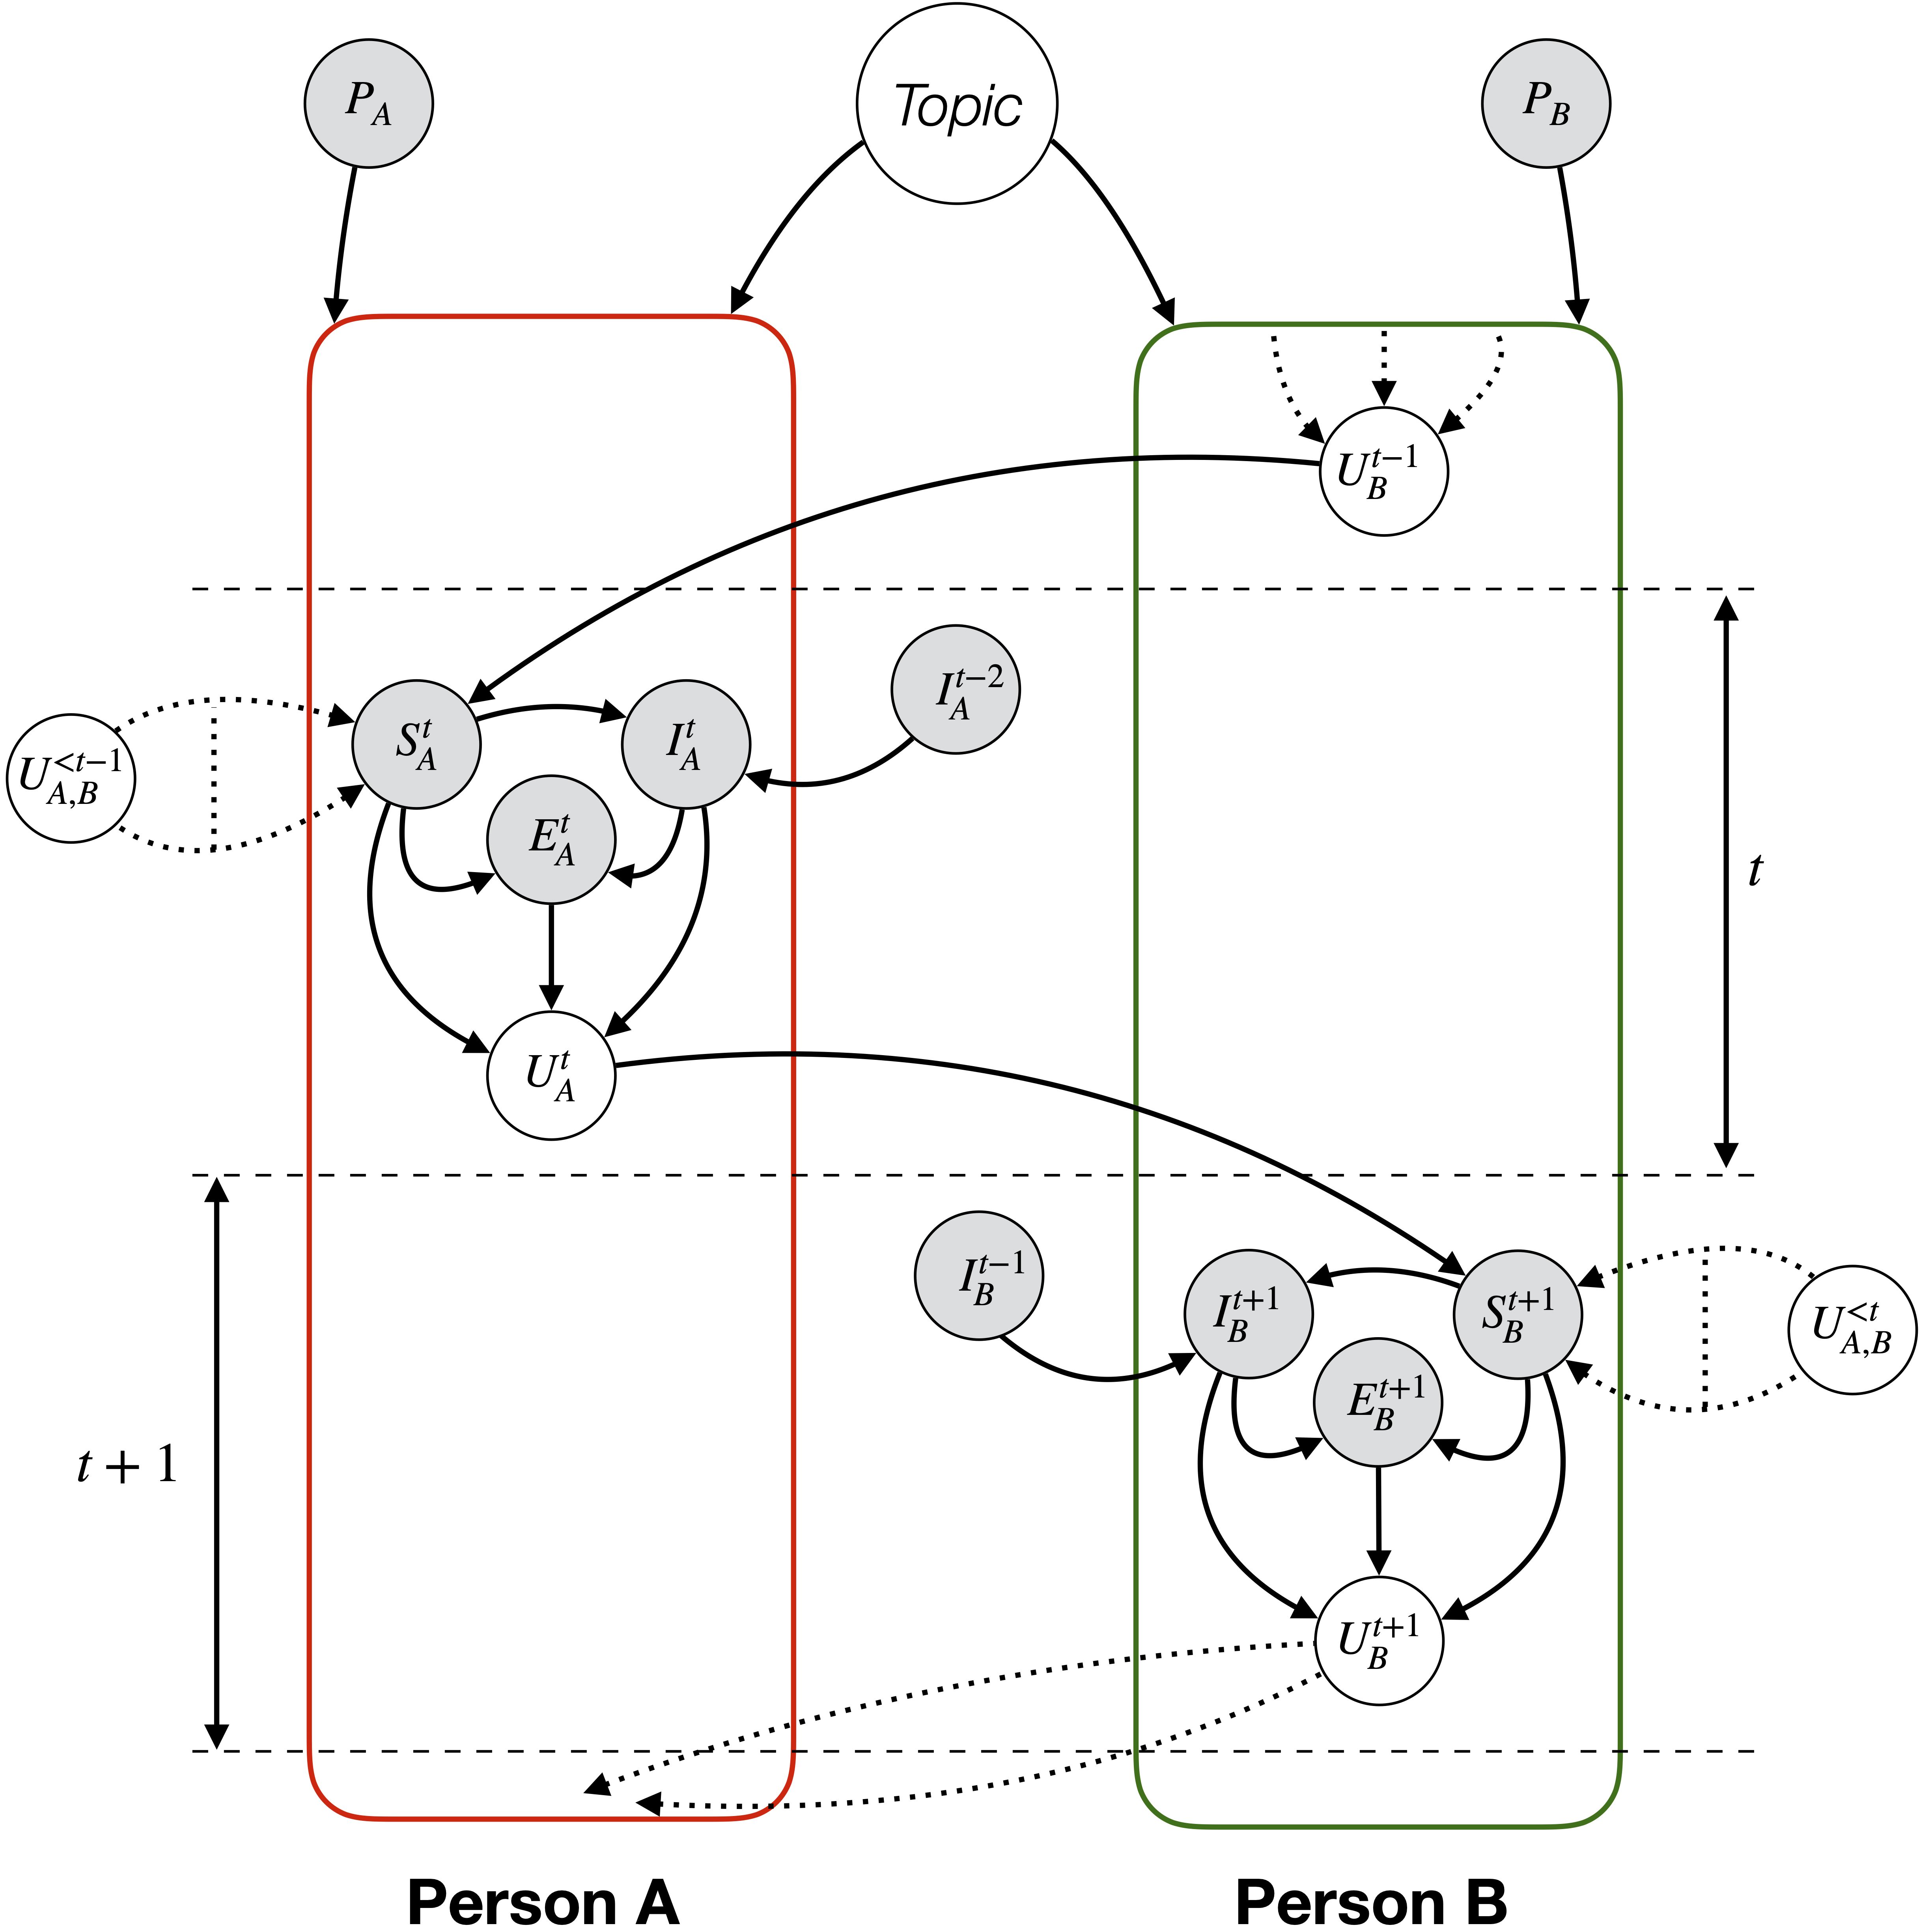 P_A
Topic
P_B
U_B^{t-1}
I_A^{t-2}
S_A^t
I_A^t
U_{A,B}^{<t-1}
E_A^t
t
U_A^t
I_B^{t-1}
I_B^{t+1}
S_B^{t+1}
U_{A,B}^{<t}
E_B^{t+1}
t + 1
U_B^{t+1}
Person A
Person B